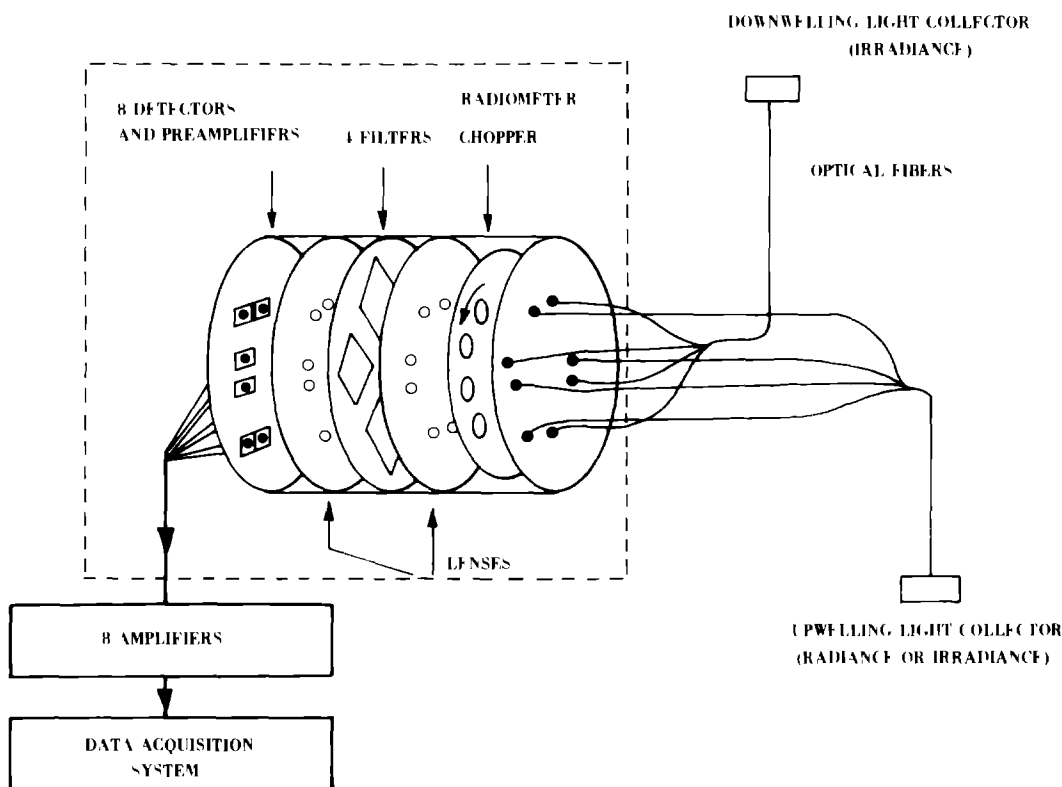 DOWNWELLING LIGHT COLLECTOR
(IRRADIANCE)
8 DETECTORS
AND PREAMPLIFIERS
4 FILTERS
RADIOMETER
CHOPPER
OPTICAL FIBERS
LENSES
8 AMPLIFIERS
UPWELLING LIGHT COLLECTOR
(RADIANCE OR IRRADIANCE)
DATA ACQUISITION
SYSTEM